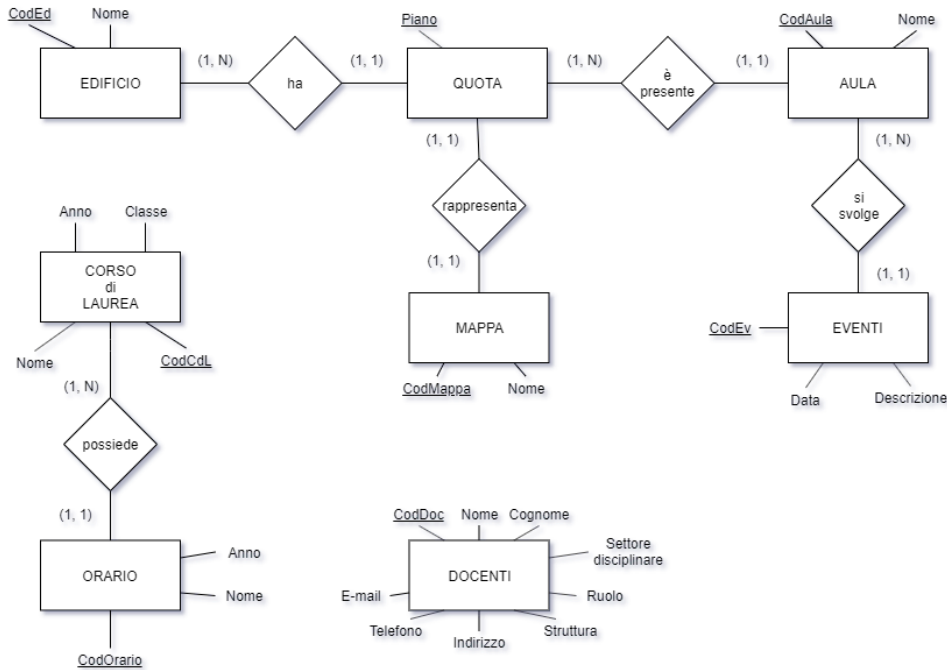 CodEd
Nome
EDIFICIO
(1, N)
ha
(1, 1)
Piano
QUOTA
(1, N)
è
presente
(1, 1)
CodAula
Nome
AULA
(1, 1)
rappresenta
(1, 1)
MAPPA
CodMappa
Nome
(1, N)
si
svolge
(1, 1)
CodEv
EVENTI
Data
Descrizione
Anno
Classe
CORSO
di
LAUREA
Nome
CodCdL
(1, N)
possiede
(1, 1)
ORARIO
Anno
Nome
CodOrario
CodDoc
Nome
Cognome
Settore
disciplinare
DOCENTI
E-mail
Ruolo
Telefono
Indirizzo
Struttura